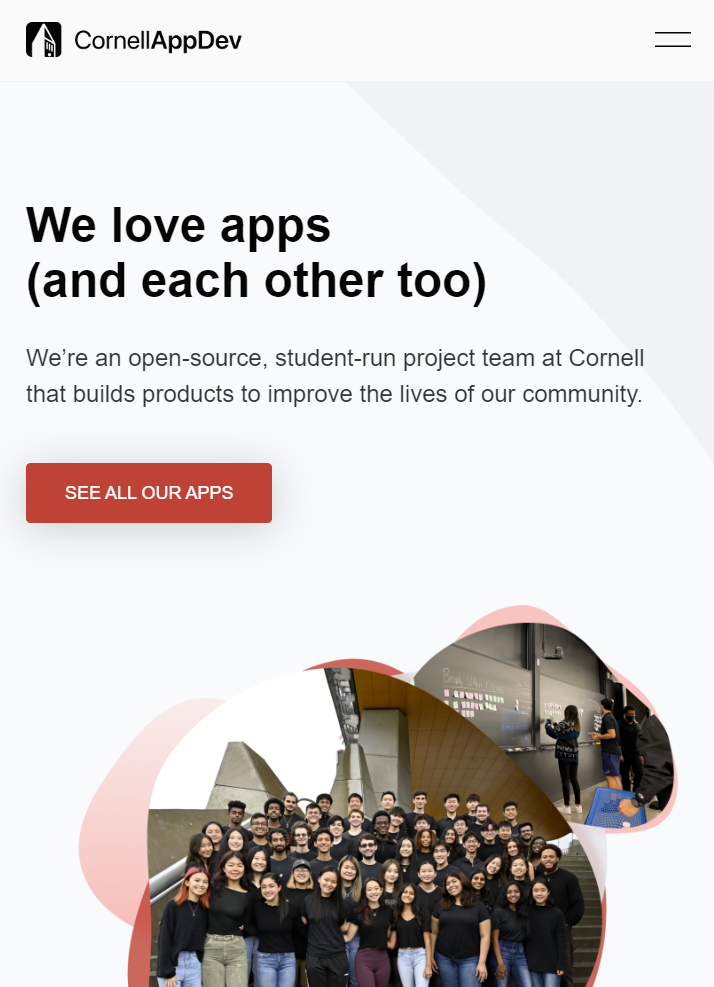 CornellAppDev
We love apps
(and each other too)
We’re an open-source, student-run project team at Cornell
that builds products to improve the lives of our community.
SEE ALL OUR APPS